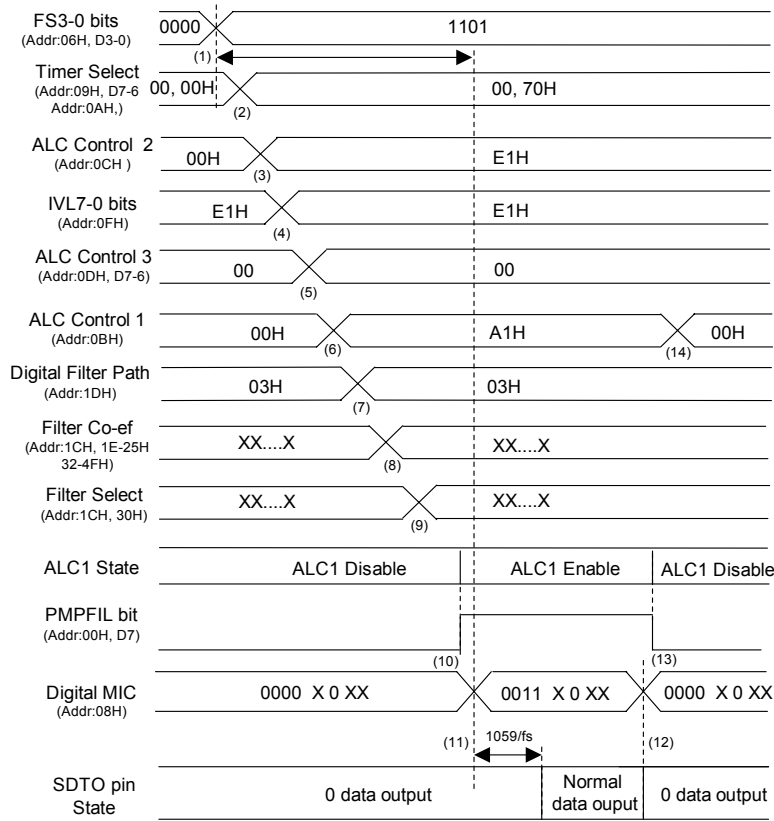 FS3-0 bits
(Addr:06H, D3-0)
0000
1101
(1)
Timer Select
(Addr:09H, D7-6
Addr:0AH,)
00, 00H
00, 70H
(2)
ALC Control 2
(Addr:0CH )
00H
E1H
(3)
IVL7-0 bits
(Addr:0FH)
E1H
E1H
(4)
ALC Control 3
(Addr:0DH, D7-6)
00
00
(5)
ALC Control 1
(Addr:0BH)
00H
A1H
00H
(6)
(14)
Digital Filter Path
(Addr:1DH)
03H
03H
(7)
Filter Co-ef
(Addr:1CH, 1E-25H
32-4FH)
XX....X
XX....X
(8)
Filter Select
(Addr:1CH, 30H)
XX....X
XX....X
(9)
ALC1 State
ALC1 Disable
ALC1 Enable
ALC1 Disable
PMPFIL bit
(Addr:00H, D7)
(10)
(13)
Digital MIC
(Addr:08H)
0000 X 0 XX
0011 X 0 XX
0000 X 0 XX
(11)
1059/fs
(12)
SDTO pin
State
0 data output
Normal
data ouput
0 data output